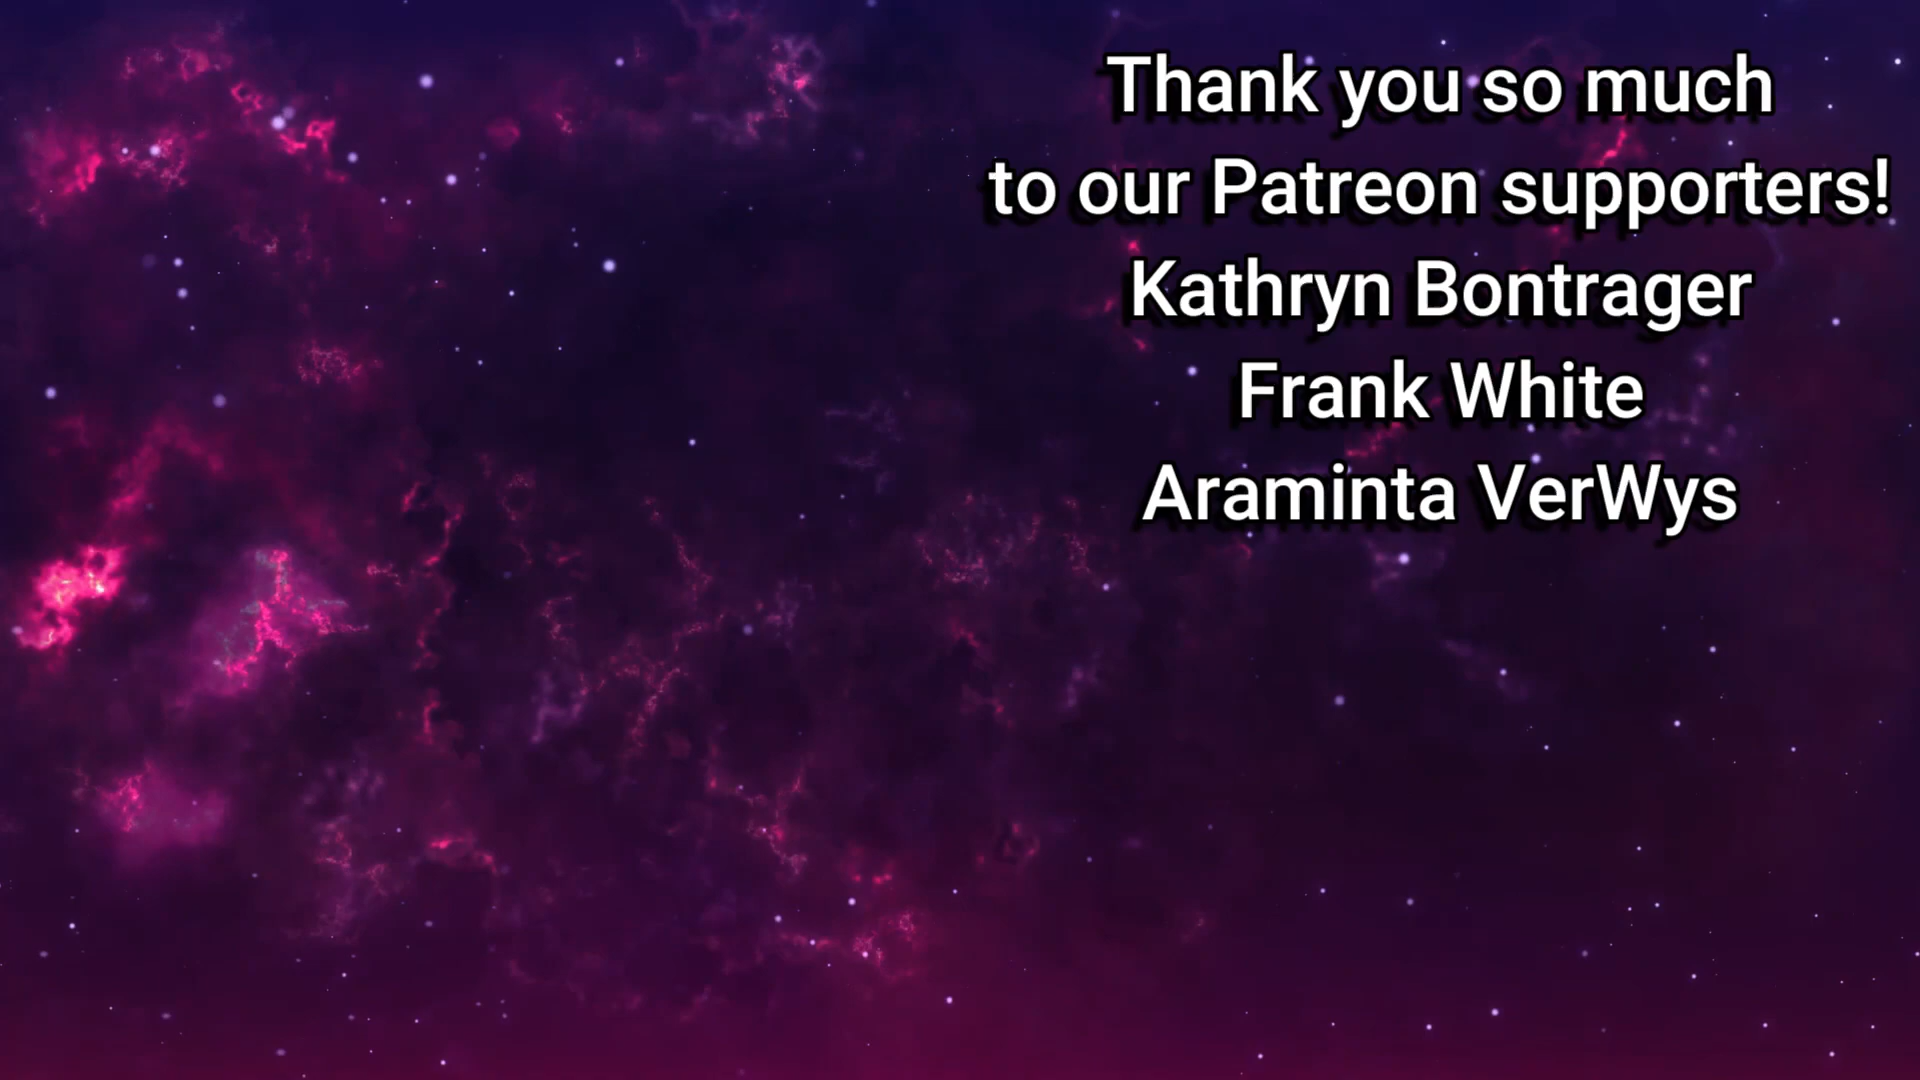 Thank you so much
to our Patreon supporters!
Kathryn Bontrager
Frank White
Araminta VerWys